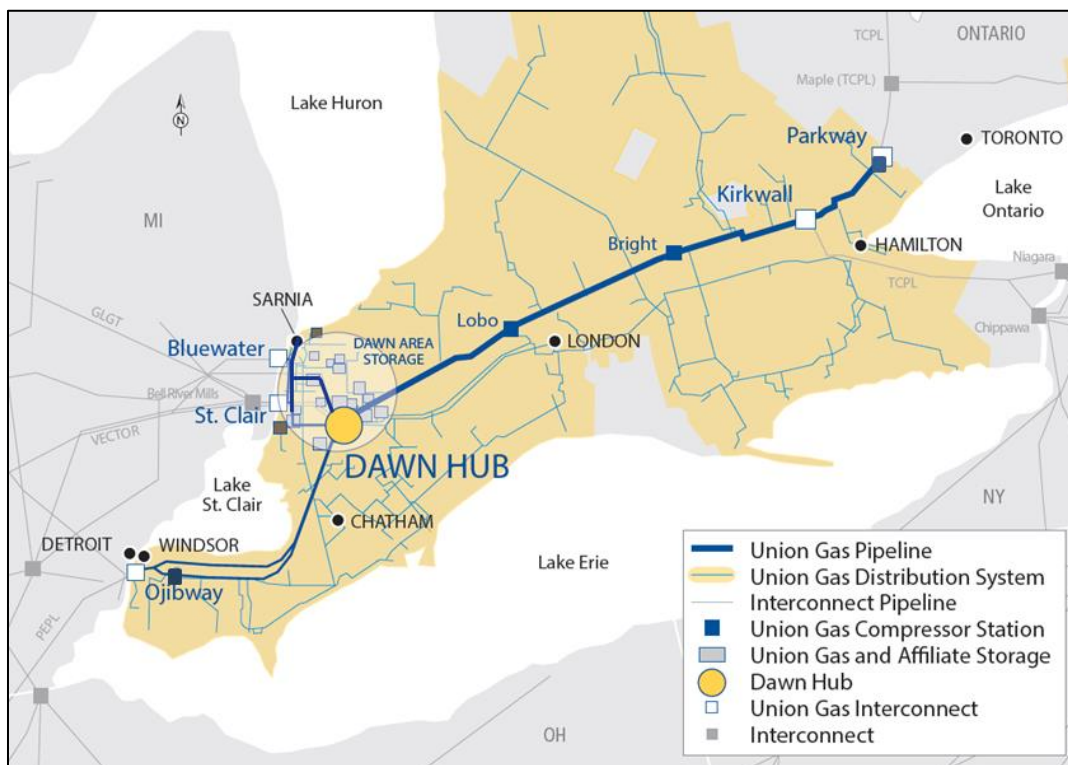 TCPL
ONTARIO
Maple (TCPL)
Lake Huron
Parkway
TORONTO
Lake
Ontario
Kirkwall
MI
Bright
HAMILTON
Niagara
TCPL
SARNIA
GLGT
Lobo
DAWN AREA
STORAGE
LONDON
Chippawa
Bluewater
Bell River Mills
St. Clair
VECTOR
DAWN HUB
Lake
St. Clair
NY
CHATHAM
DETROIT
WINDSOR
Lake Erie
Ojibway
PEPL
OH
N
Union Gas Pipeline
Union Gas Distribution System
Interconnect Pipeline
Union Gas Compressor Station
Union Gas and Affiliate Storage
Dawn Hub
Union Gas Interconnect
Interconnect